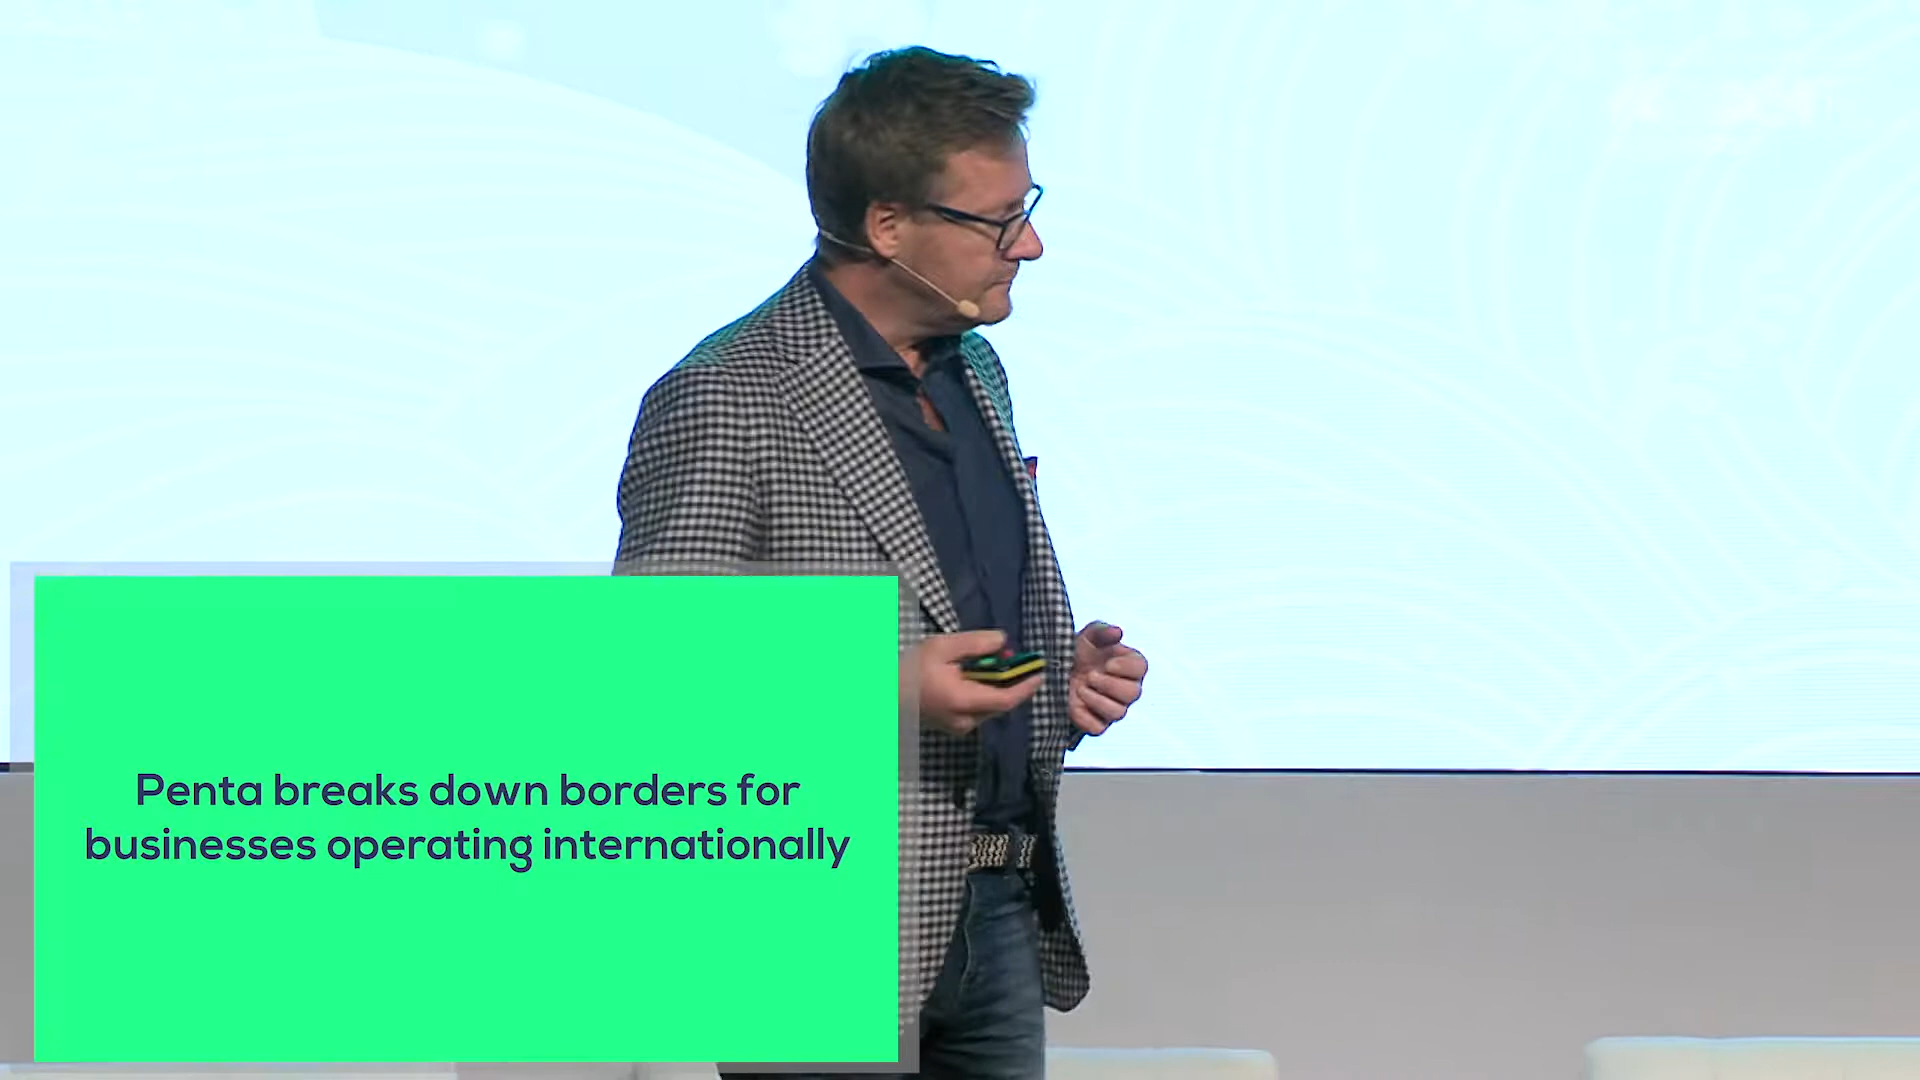 Penta breaks down borders for
businesses operating internationally